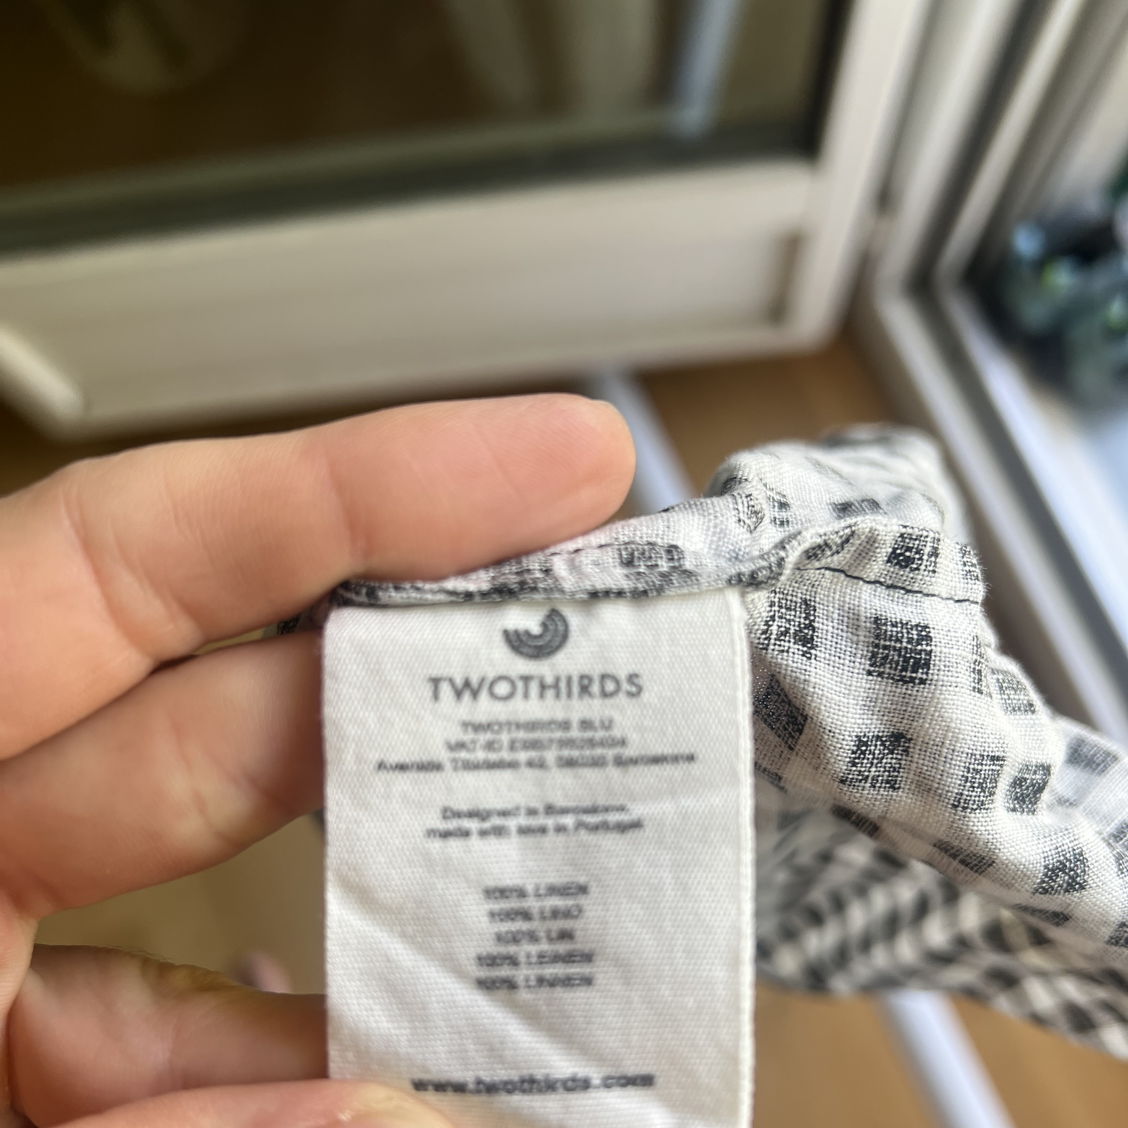 TWOTHIRDS
TWOTHIRDS SLU
Designed in Barcelona,
made with love in Portugal
100% LINEN
100% LINO
100% LIN
100% LEINEN
100% LINNEN
www.twothirds.com